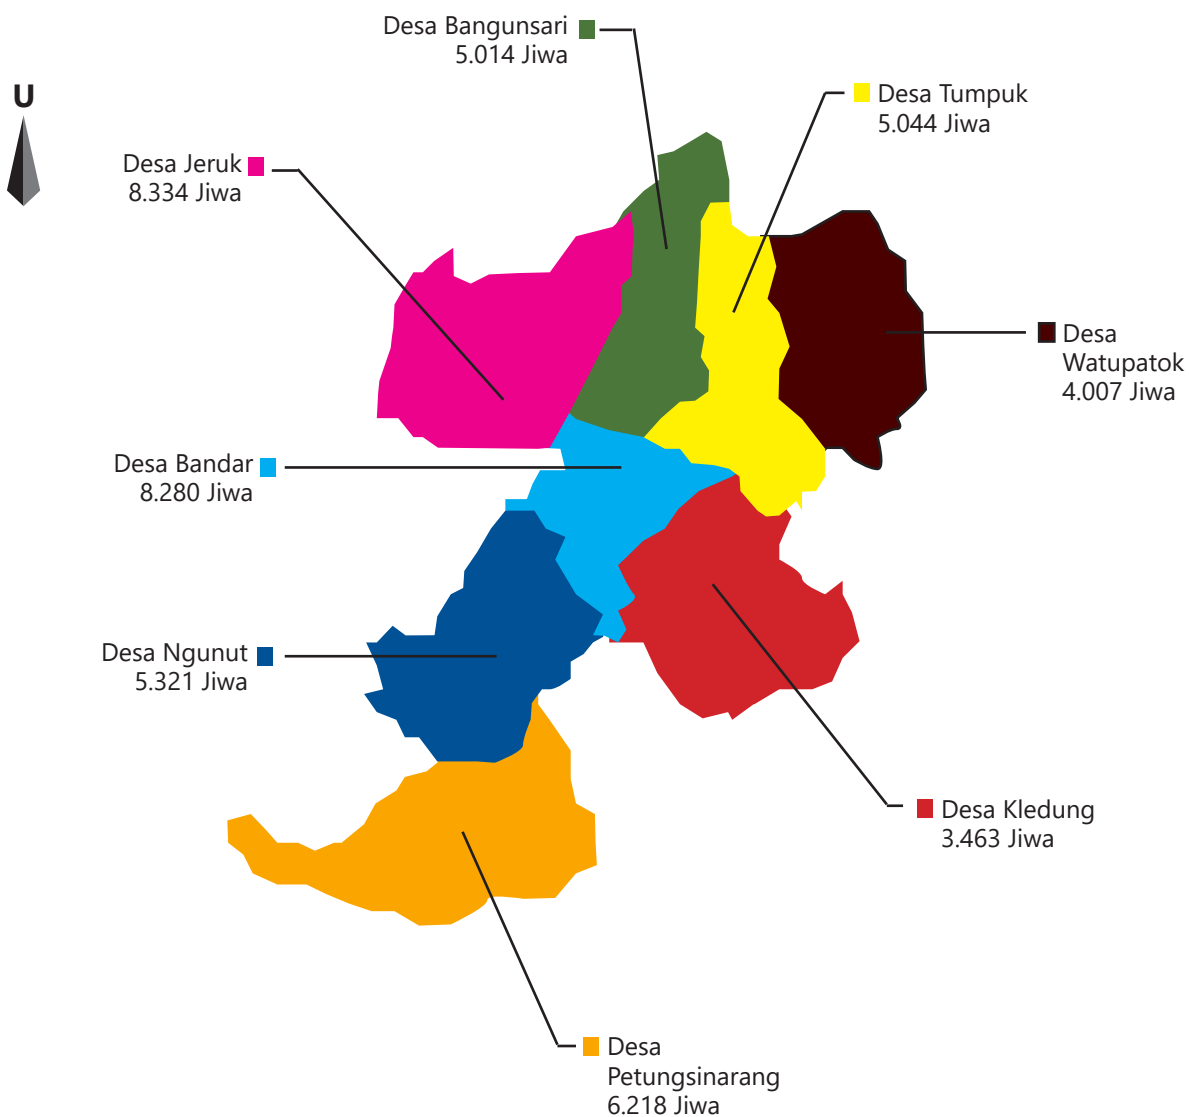 Desa Bangunsari
5.014 Jiwa
U
Desa Tumpuk
5.044 Jiwa
Desa Jeruk
8.334 Jiwa
Desa
Watupatok
4.007 Jiwa
Desa Bandar
8.280 Jiwa
Desa Ngunut
5.321 Jiwa
Desa Kledung
3.463 Jiwa
Desa
Petungsinarang
6.218 Jiwa